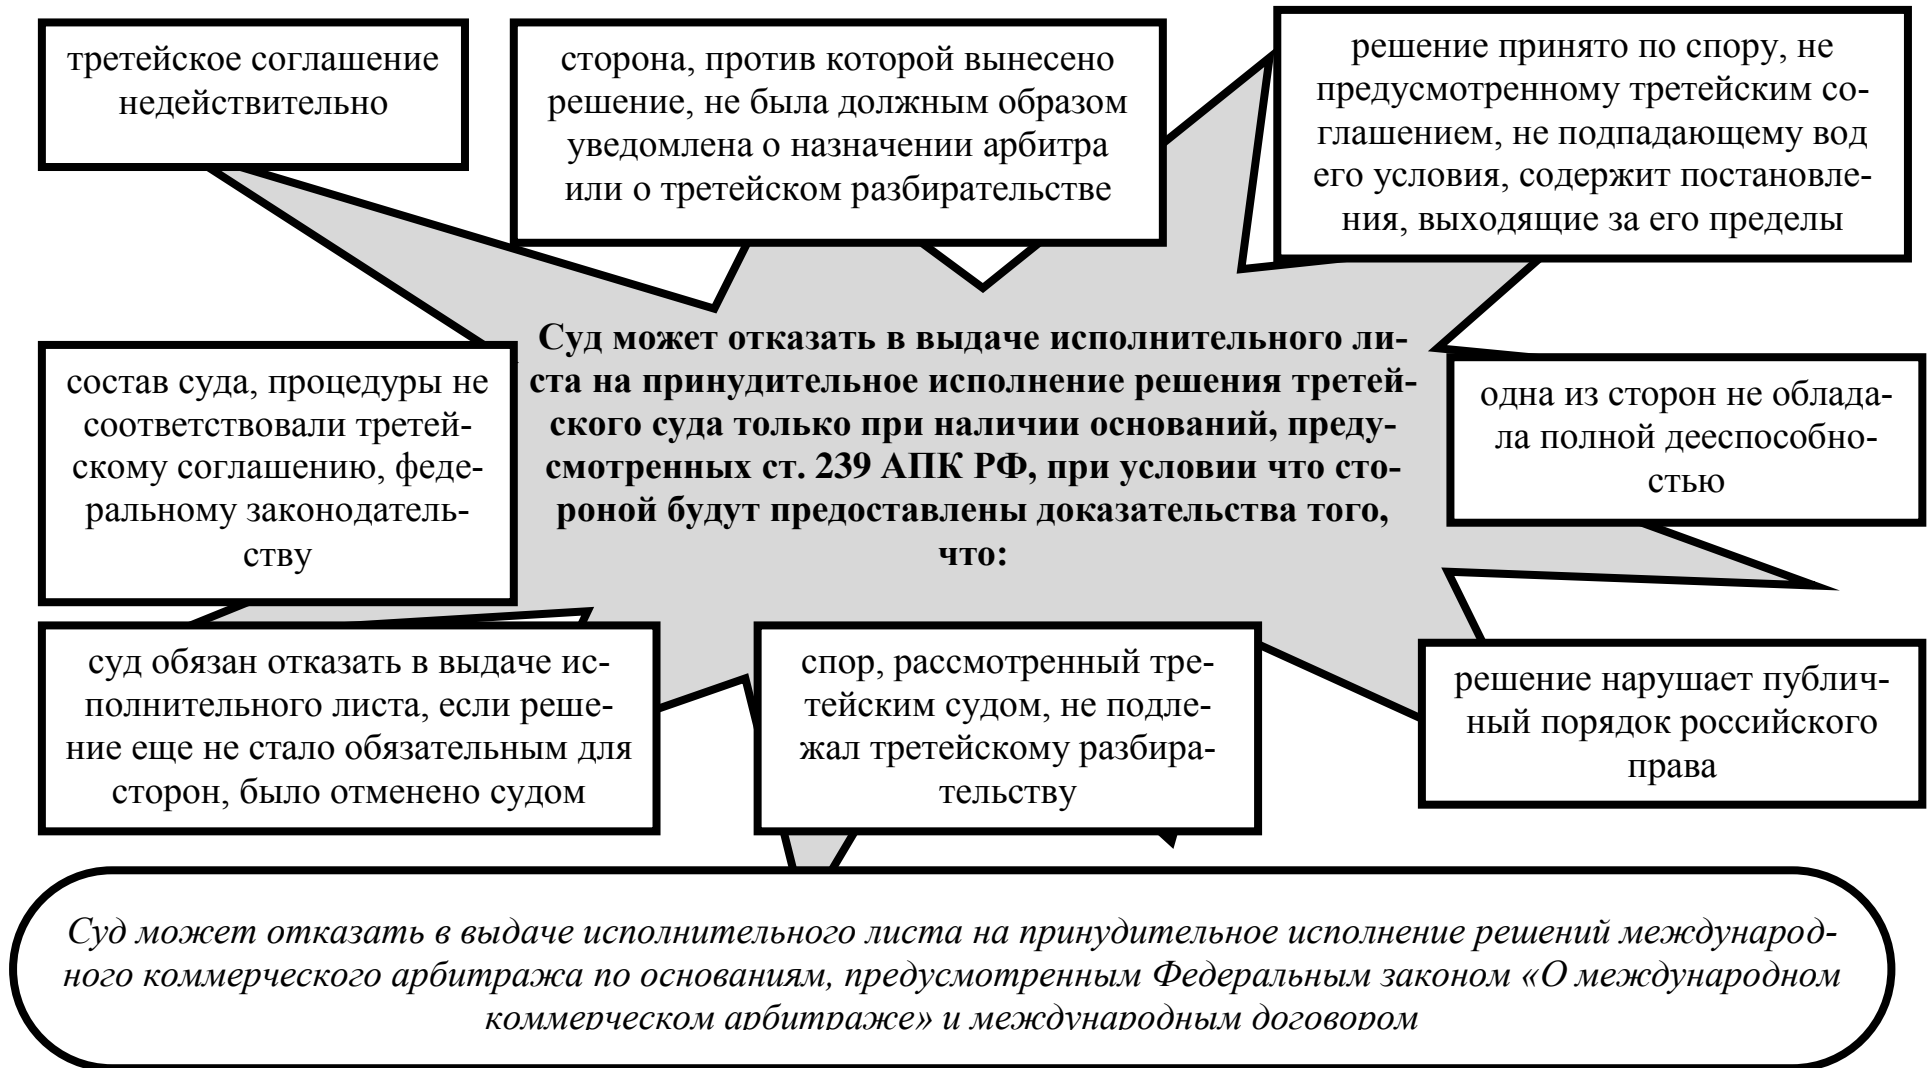 третейское соглашение
недействительно
сторона, против которой вынесено
решение, не была должным образом
уведомлена о назначении арбитра
или о третейском разбирательстве
решение принято по спору, не
предусмотренному третейским со-
глашением, не подпадающему вод
его условия, содержит постановле-
ния, выходящие за его пределы
состав суда, процедуры не
соответствовали третей-
скому соглашению, феде-
ральному законодатель-
ству
Суд может отказать в выдаче исполнительного ли-
ста на принудительное исполнение решения третей-
ского суда только при наличии оснований, преду-
смотренных ст. 239 АПК РФ, при условии что сто-
роной будут предоставлены доказательства того,
что:
одна из сторон не облада-
ла полной дееспособно-
стью
суд обязан отказать в выдаче ис-
полнительного листа, если реше-
ние еще не стало обязательным для
сторон, было отменено судом
спор, рассмотренный тре-
тейским судом, не подле-
жал третейскому разбира-
тельству
решение нарушает публич-
ный порядок российского
права
Суд может отказать в выдаче исполнительного листа на принудительное исполнение решений международ-
ного коммерческого арбитража по основаниям, предусмотренным Федеральным законом «О международном
коммерческом арбитраже» и международным договором